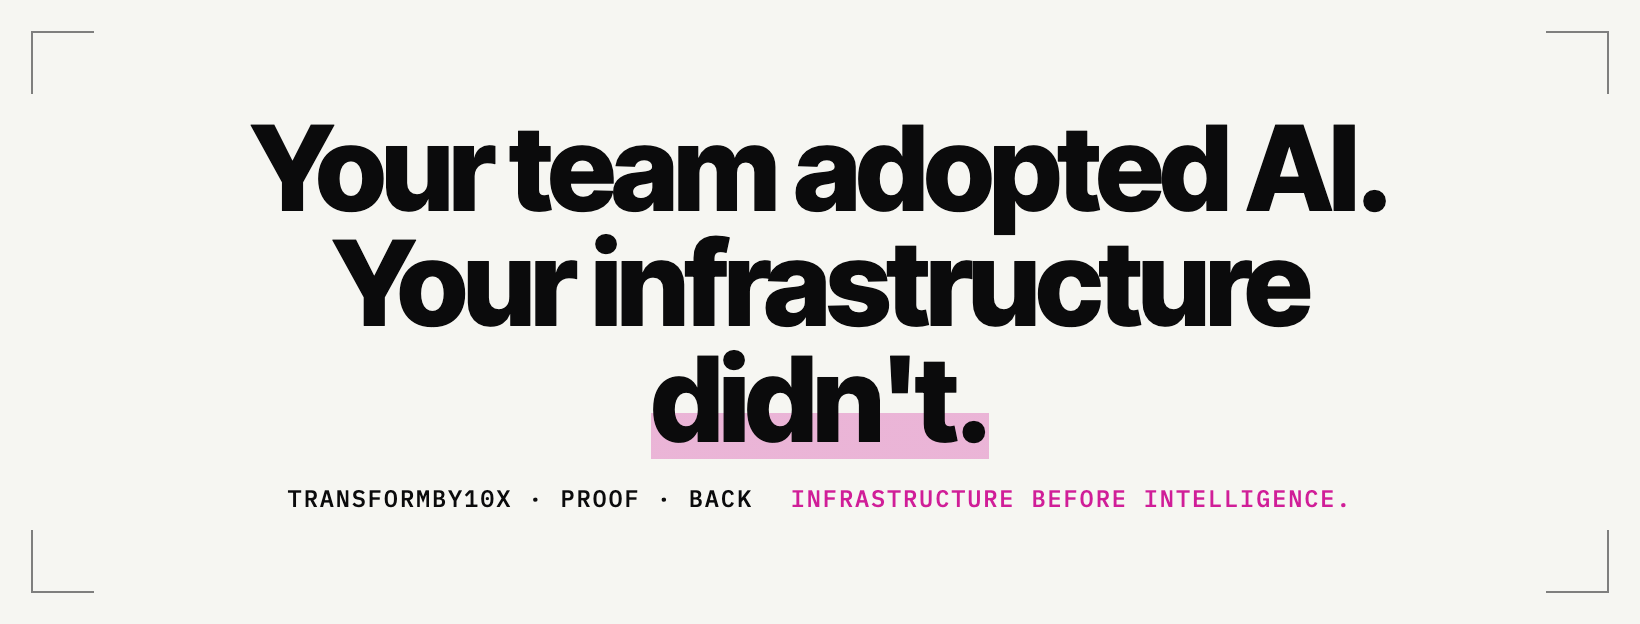 Your team adopted AI.
Your infrastructure
didn't.
TRANSFORMBY10X · PROOF · BACK INFRASTRUCTURE BEFORE INTELLIGENCE.